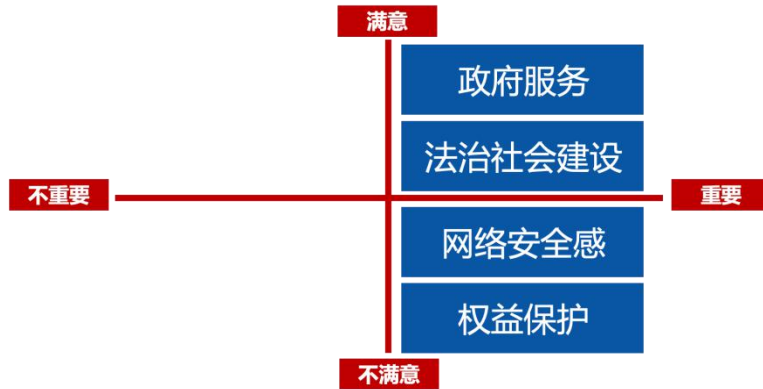 满意
政府服务
法治社会建设
不重要
重要
网络安全感
权益保护
不满意